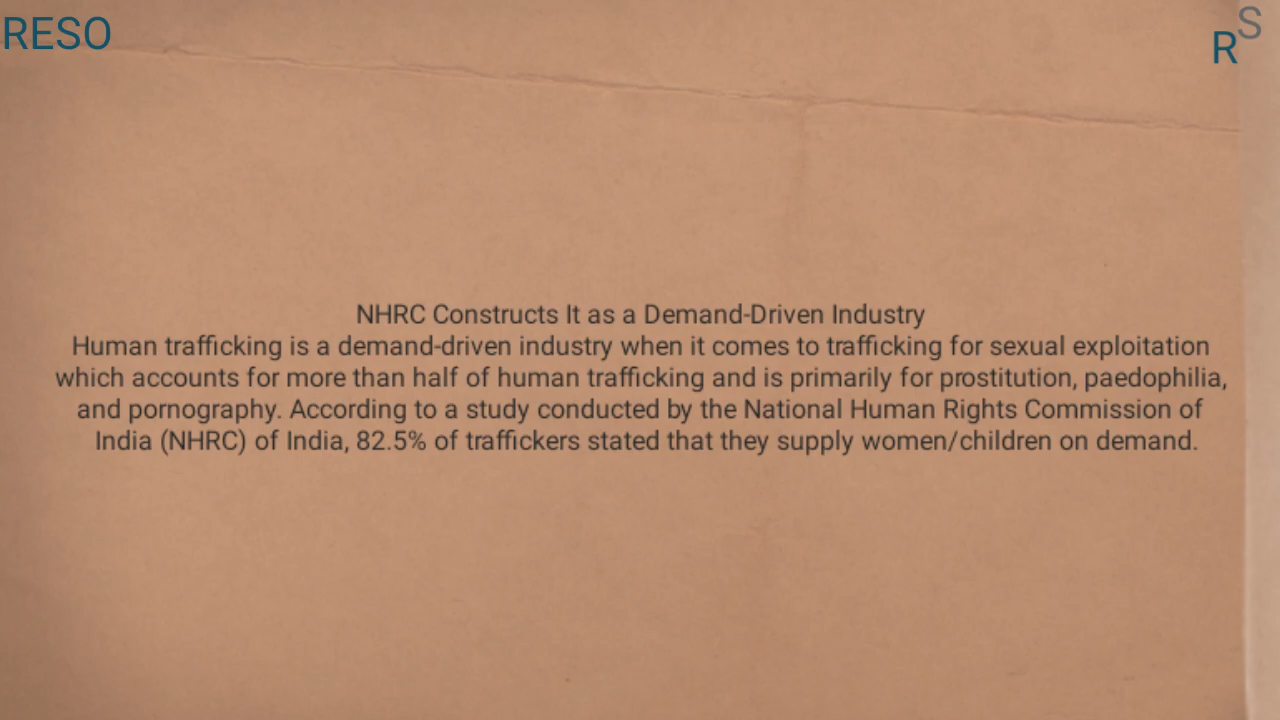 RESO
R S
NHRC Constructs It as a Demand-Driven Industry
Human trafficking is a demand-driven industry when it comes to trafficking for sexual exploitation
which accounts for more than half of human trafficking and is primarily for prostitution, paedophilia,
and pornography. According to a study conducted by the National Human Rights Commission of
India (NHRC) of India, 82.5% of traffickers stated that they supply women/children on demand.